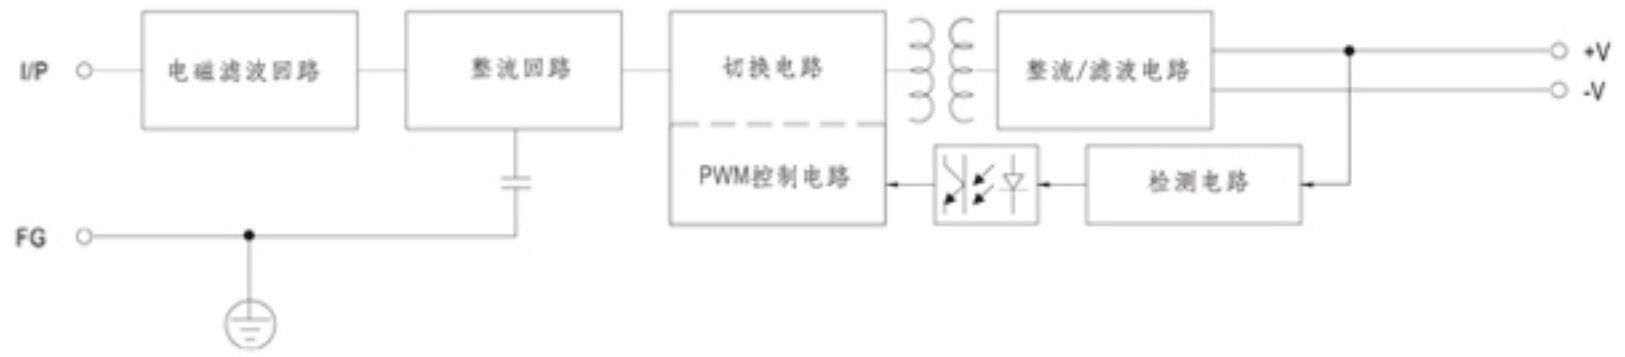 I/P
电磁滤波回路
整流回路
切换电路
整流/滤波电路
+V
-V
PWM控制电路
检测电路
FG